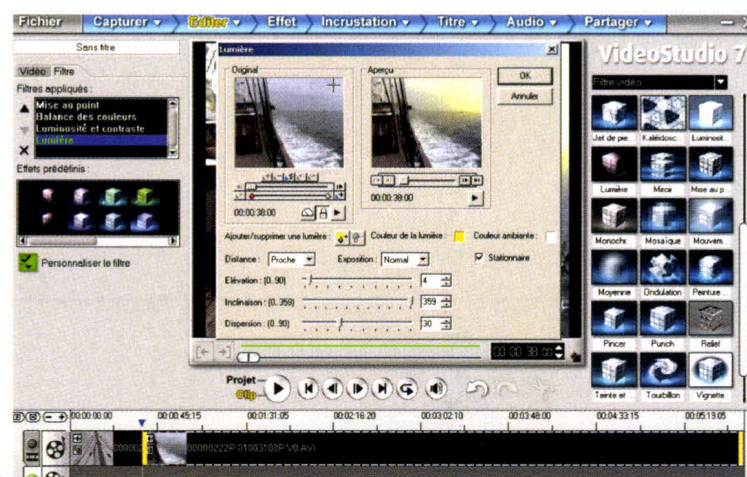 Fichier Capturer Editer Effet Incrustation Titre Audio Partager
Sans titre
VideoStudio 7
Vidéo Filtre
Filtres appliqués :
Mise au point
Balance des couleurs
Luminosité et contraste
Lumière
Effets prédéfinis :
Personnaliser le filtre
Lumière
Original
Aperçu
OK
Annuler
00:00:38:00
00:00:38:00
Ajouter/supprimer une lumière :
Couleur de la lumière :
Couleur ambiante :
Distance : Proche
Exposition : Normal
Stationnaire
Elévation : (0..90) 4
Inclinaison : (0..359) 359
Dispersion : (0..90) 30
Filtre vidéo
Jet de pie... Kaléidosc... Luminosit...
Lumière Miroir Mise au p...
Monochr... Mosaïque Mouvem...
Moyenne Ondulation Peinture ...
Pincer Punch Relief
Teinte et ... Tourbillon Vignette
00:00:38:00
Projet
Clip
00:00:00:00 00:00:45:15 00:01:31:05 00:02:16:20 00:03:02:10 00:03:48:00 00:04:33:15 00:05:19:05